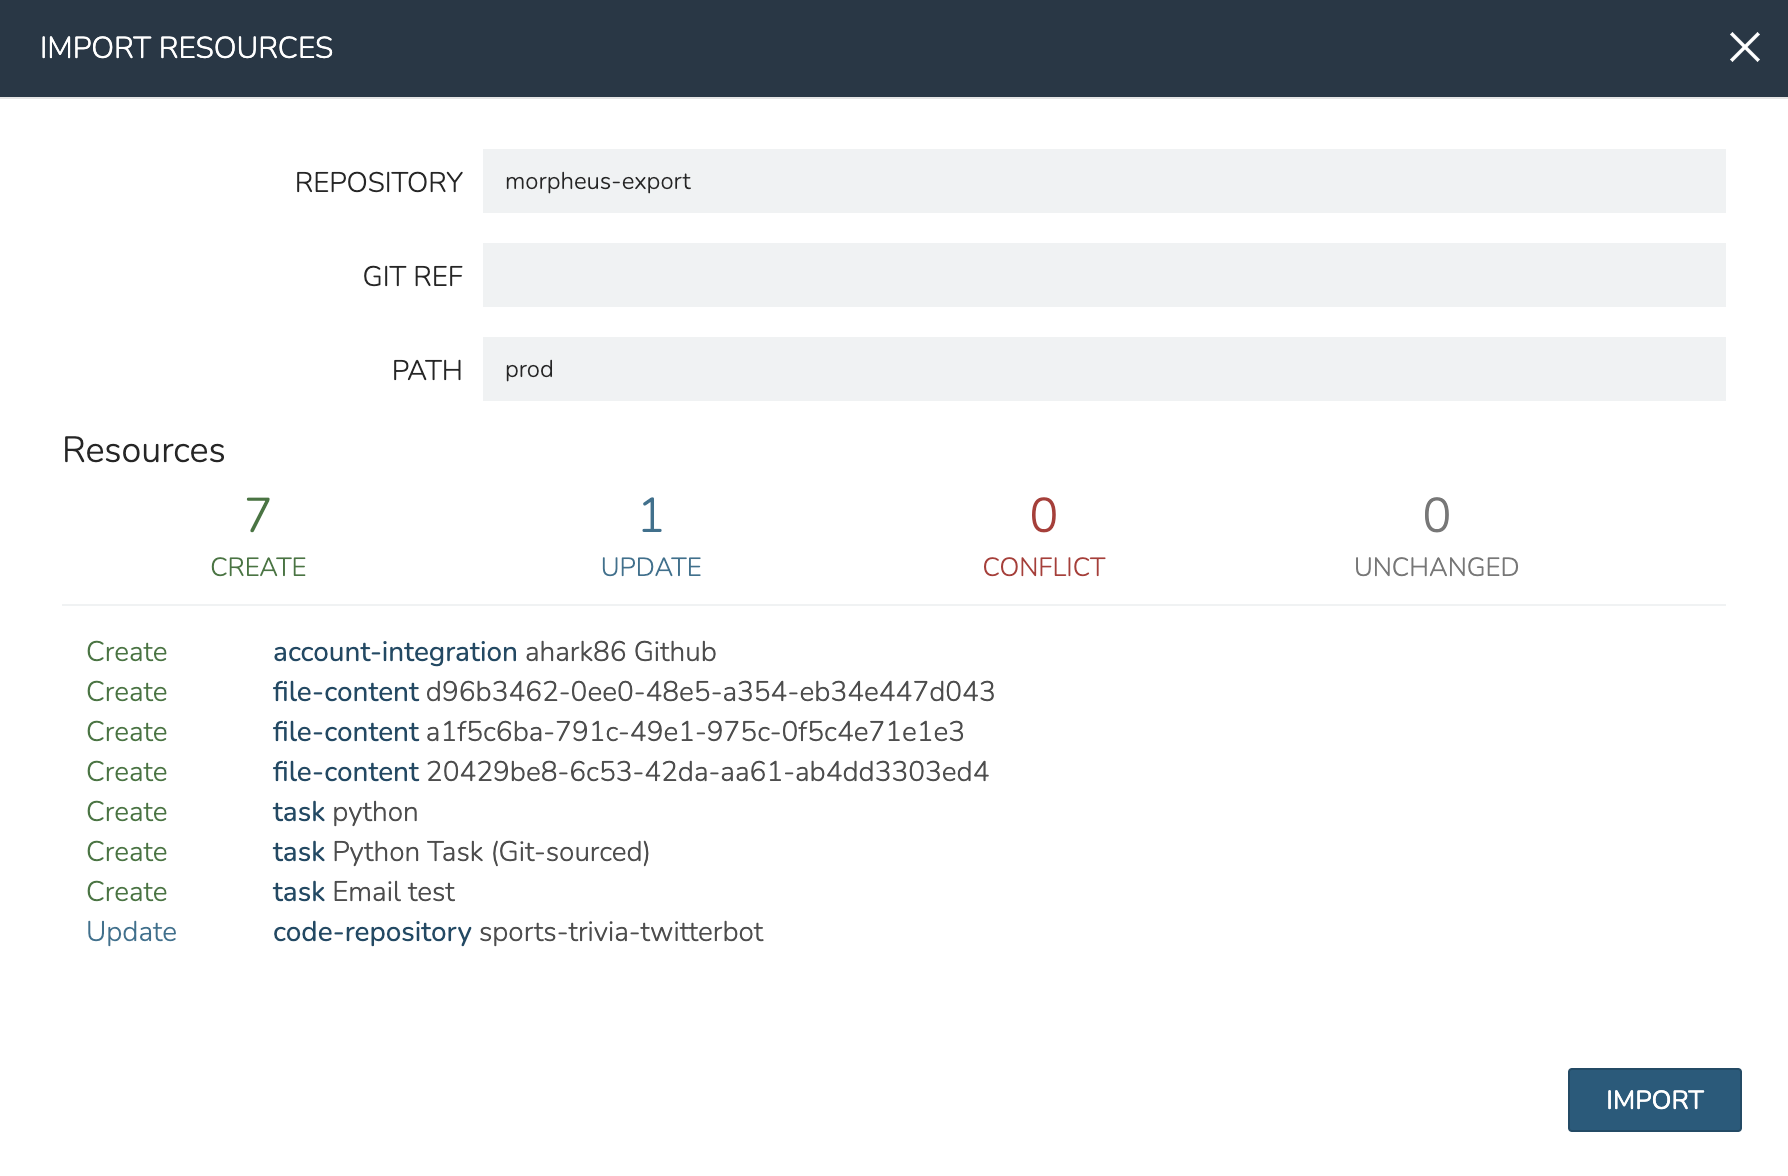 IMPORT RESOURCES
REPOSITORY morpheus-export
GIT REF
PATH prod
Resources
7 1 0 0
CREATE UPDATE CONFLICT UNCHANGED
Create account-integration ahark86 Github
Create file-content d96b3462-0ee0-48e5-a354-eb34e447d043
Create file-content a1f5c6ba-791c-49e1-975c-0f5c4e71e1e3
Create file-content 20429be8-6c53-42da-aa61-ab4dd3303ed4
Create task python
Create task Python Task (Git-sourced)
Create task Email test
Update code-repository sports-trivia-twitterbot
IMPORT